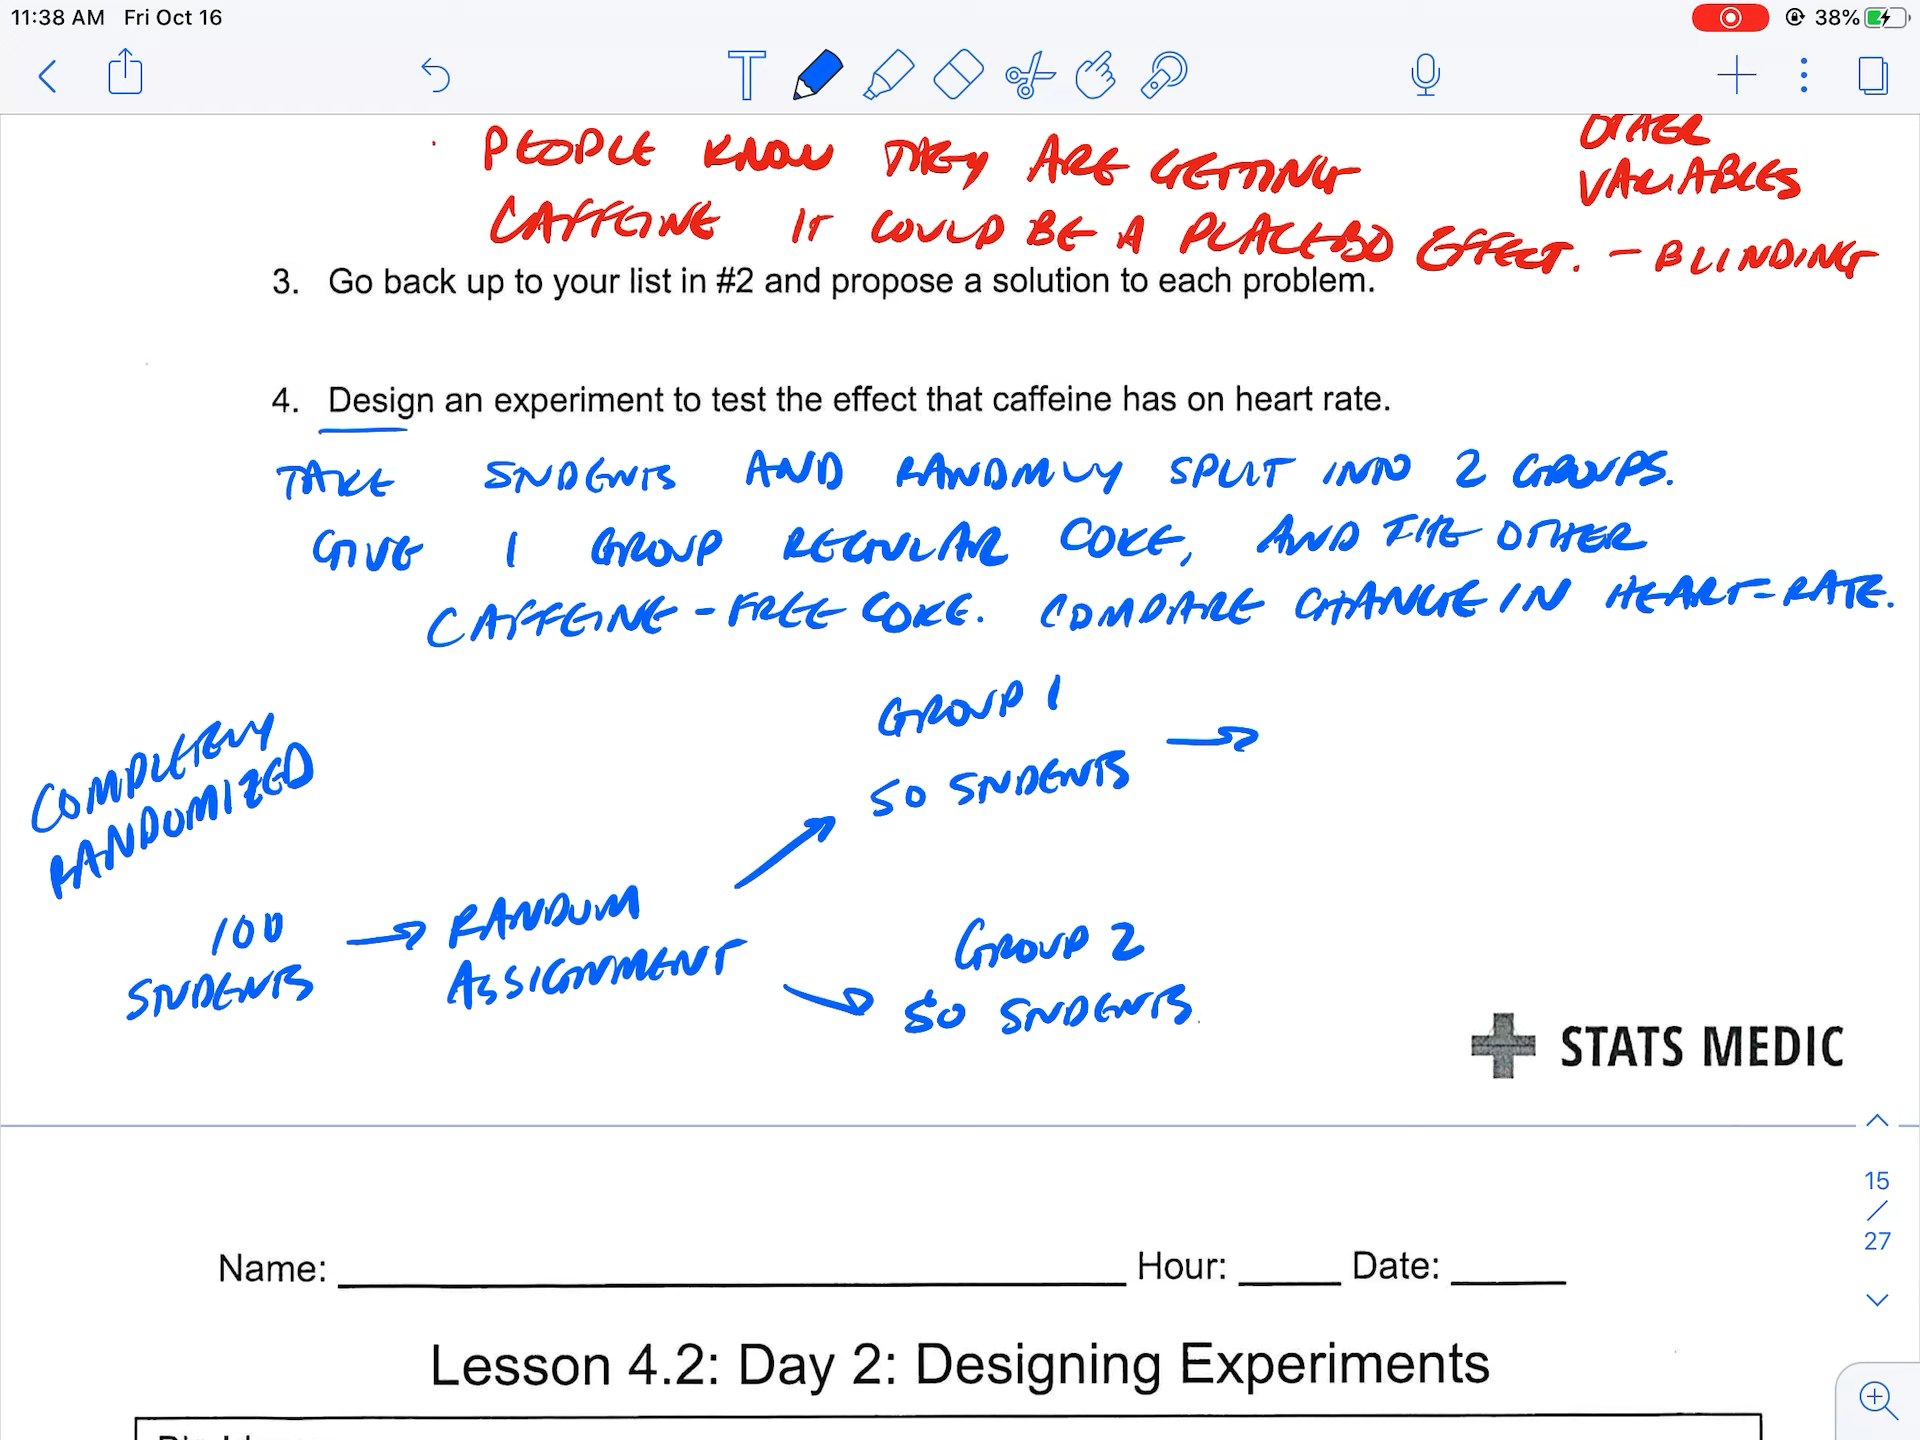 11:38 AM Fri Oct 16
38%
T
OTHER
PEOPLE KNOW THEY ARE GETTING
VARIABLES
CAFFEINE IT COULD BE A PLACEBO EFFECT. - BLINDING
3. Go back up to your list in #2 and propose a solution to each problem.
4. Design an experiment to test the effect that caffeine has on heart rate.
TAKE STUDENTS AND RANDOMLY SPLIT INTO 2 GROUPS.
GIVE 1 GROUP REGULAR COKE, AND THE OTHER
CAFFEINE-FREE COKE. COMPARE CHANGE IN HEART-RATE.
COMPLETELY
RANDOMIZED
GROUP 1
50 STUDENTS →
100
STUDENTS
→ RANDOM
ASSIGNMENT
GROUP 2
50 STUDENTS
STATS MEDIC
15
/
27
Name: Hour: Date:
Lesson 4.2: Day 2: Designing Experiments